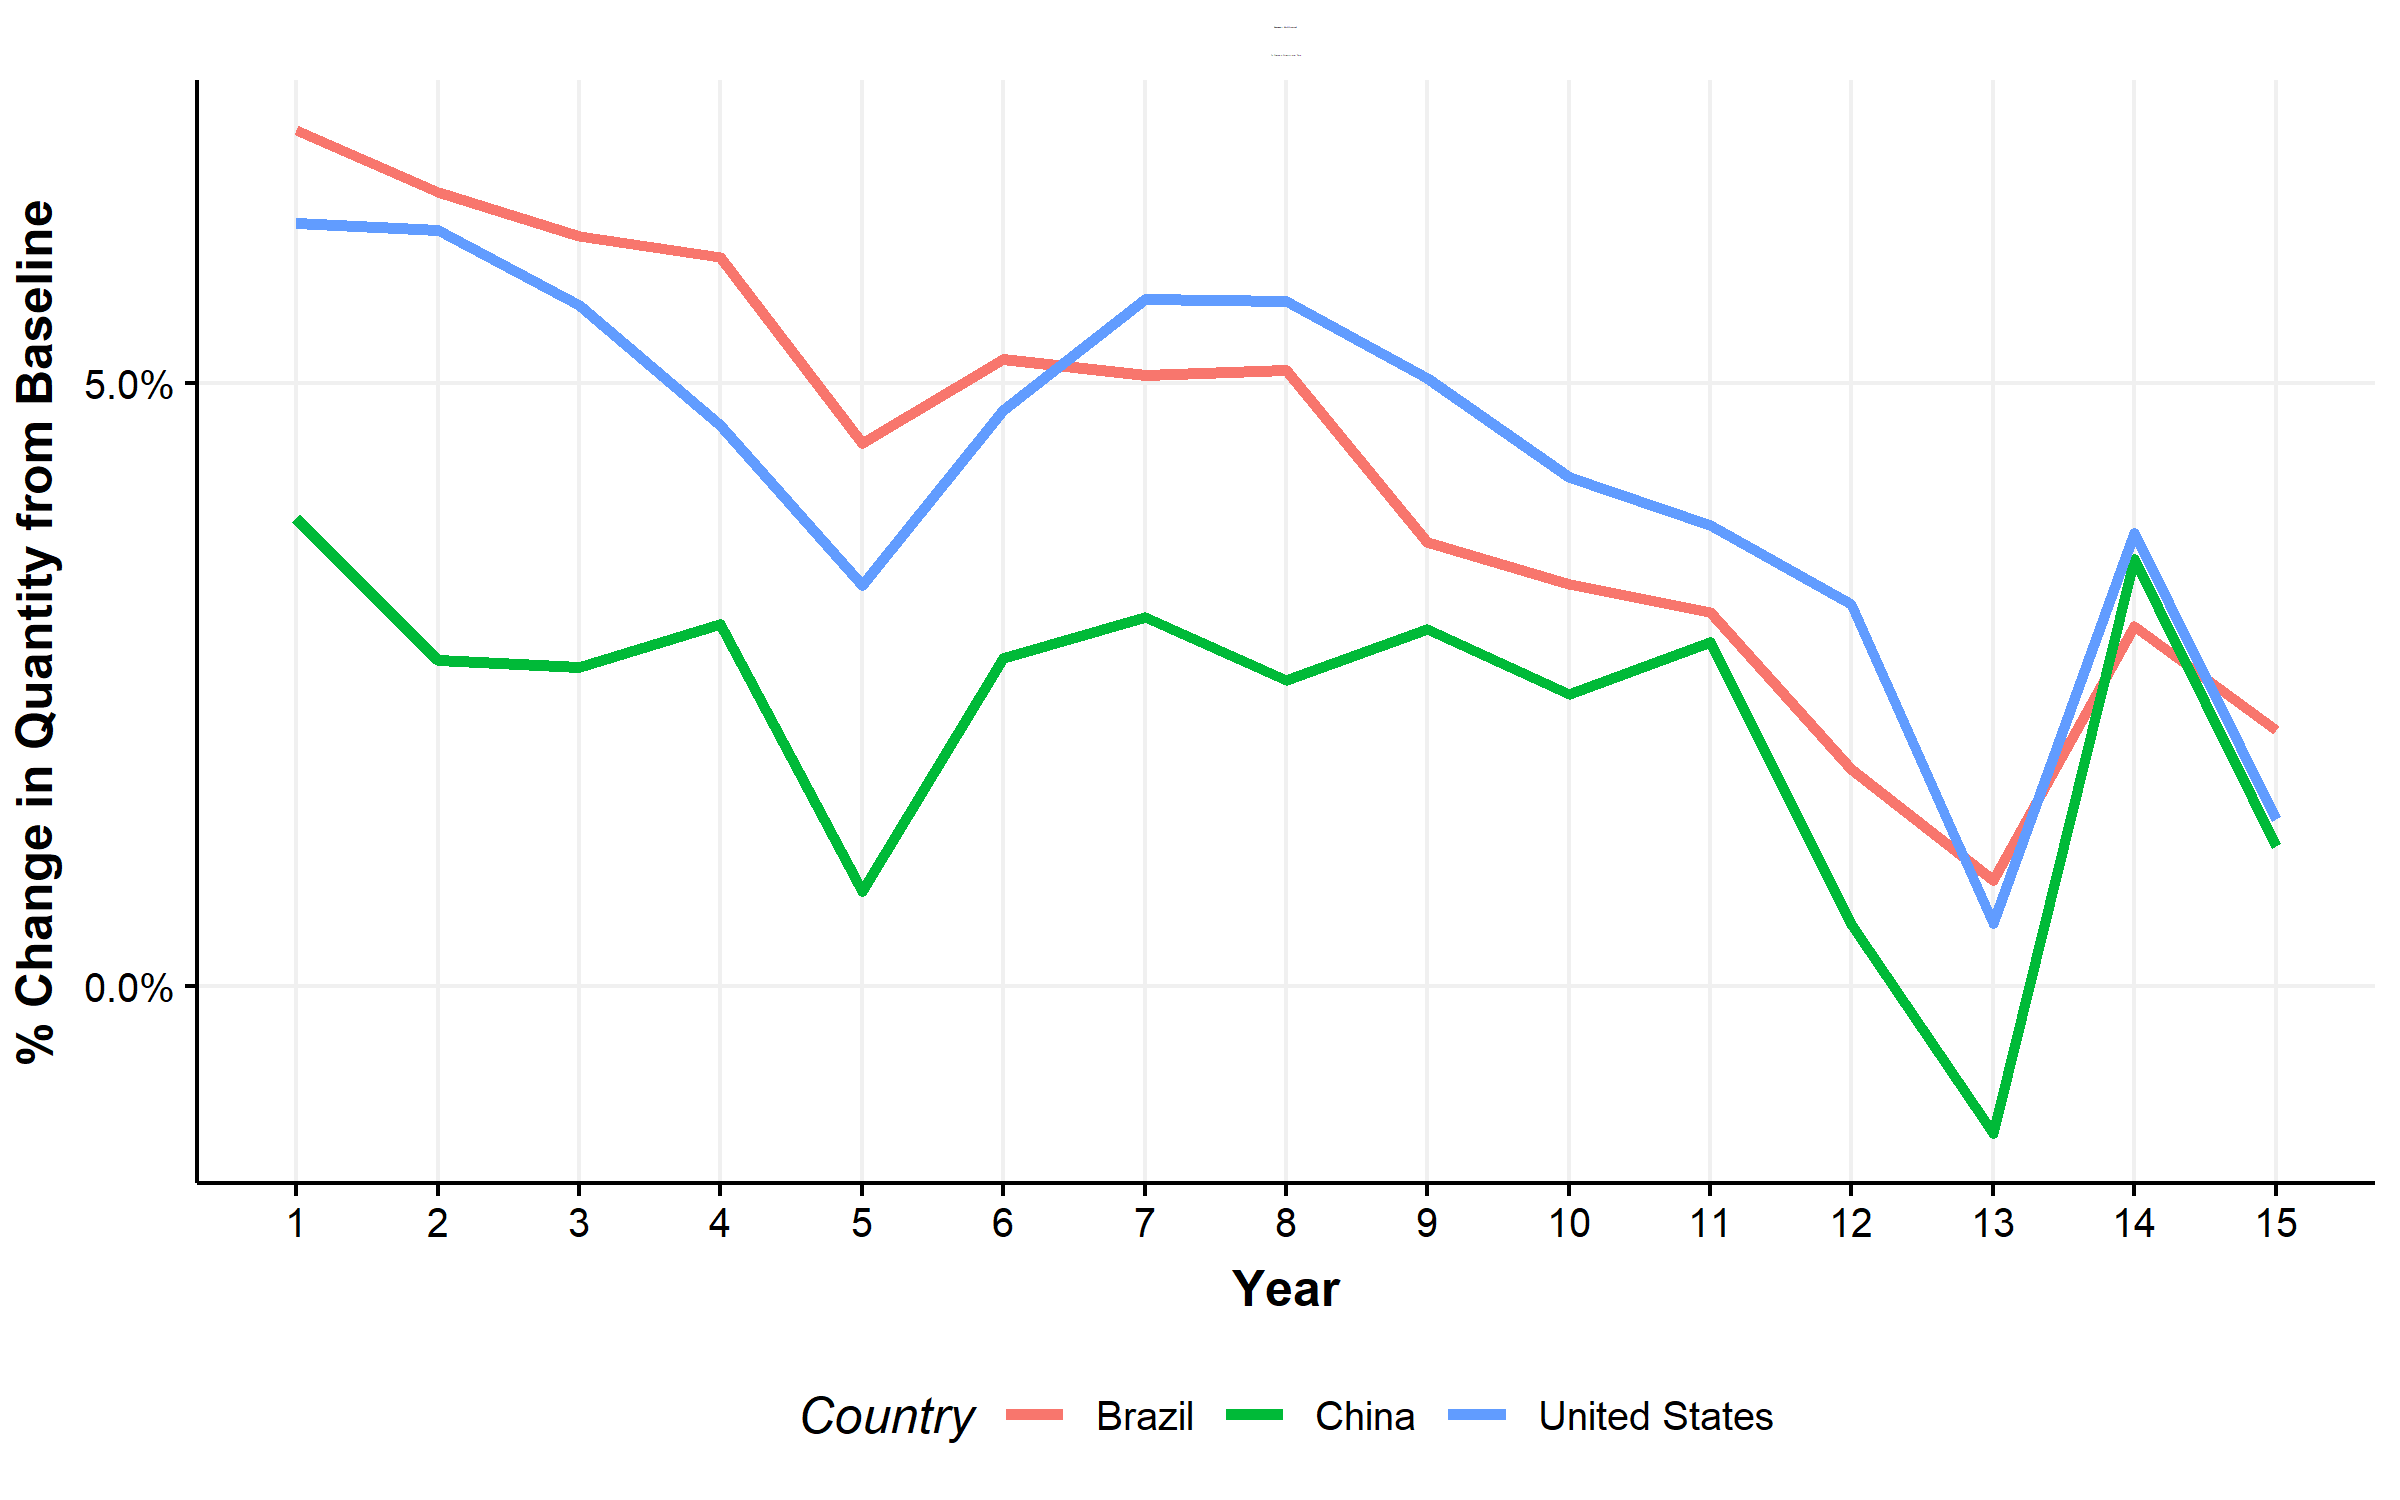 % Change in Quantity from Baseline
5.0%
0.0%
1 2 3 4 5 6 7 8 9 10 11 12 13 14 15
Year
Country Brazil China United States